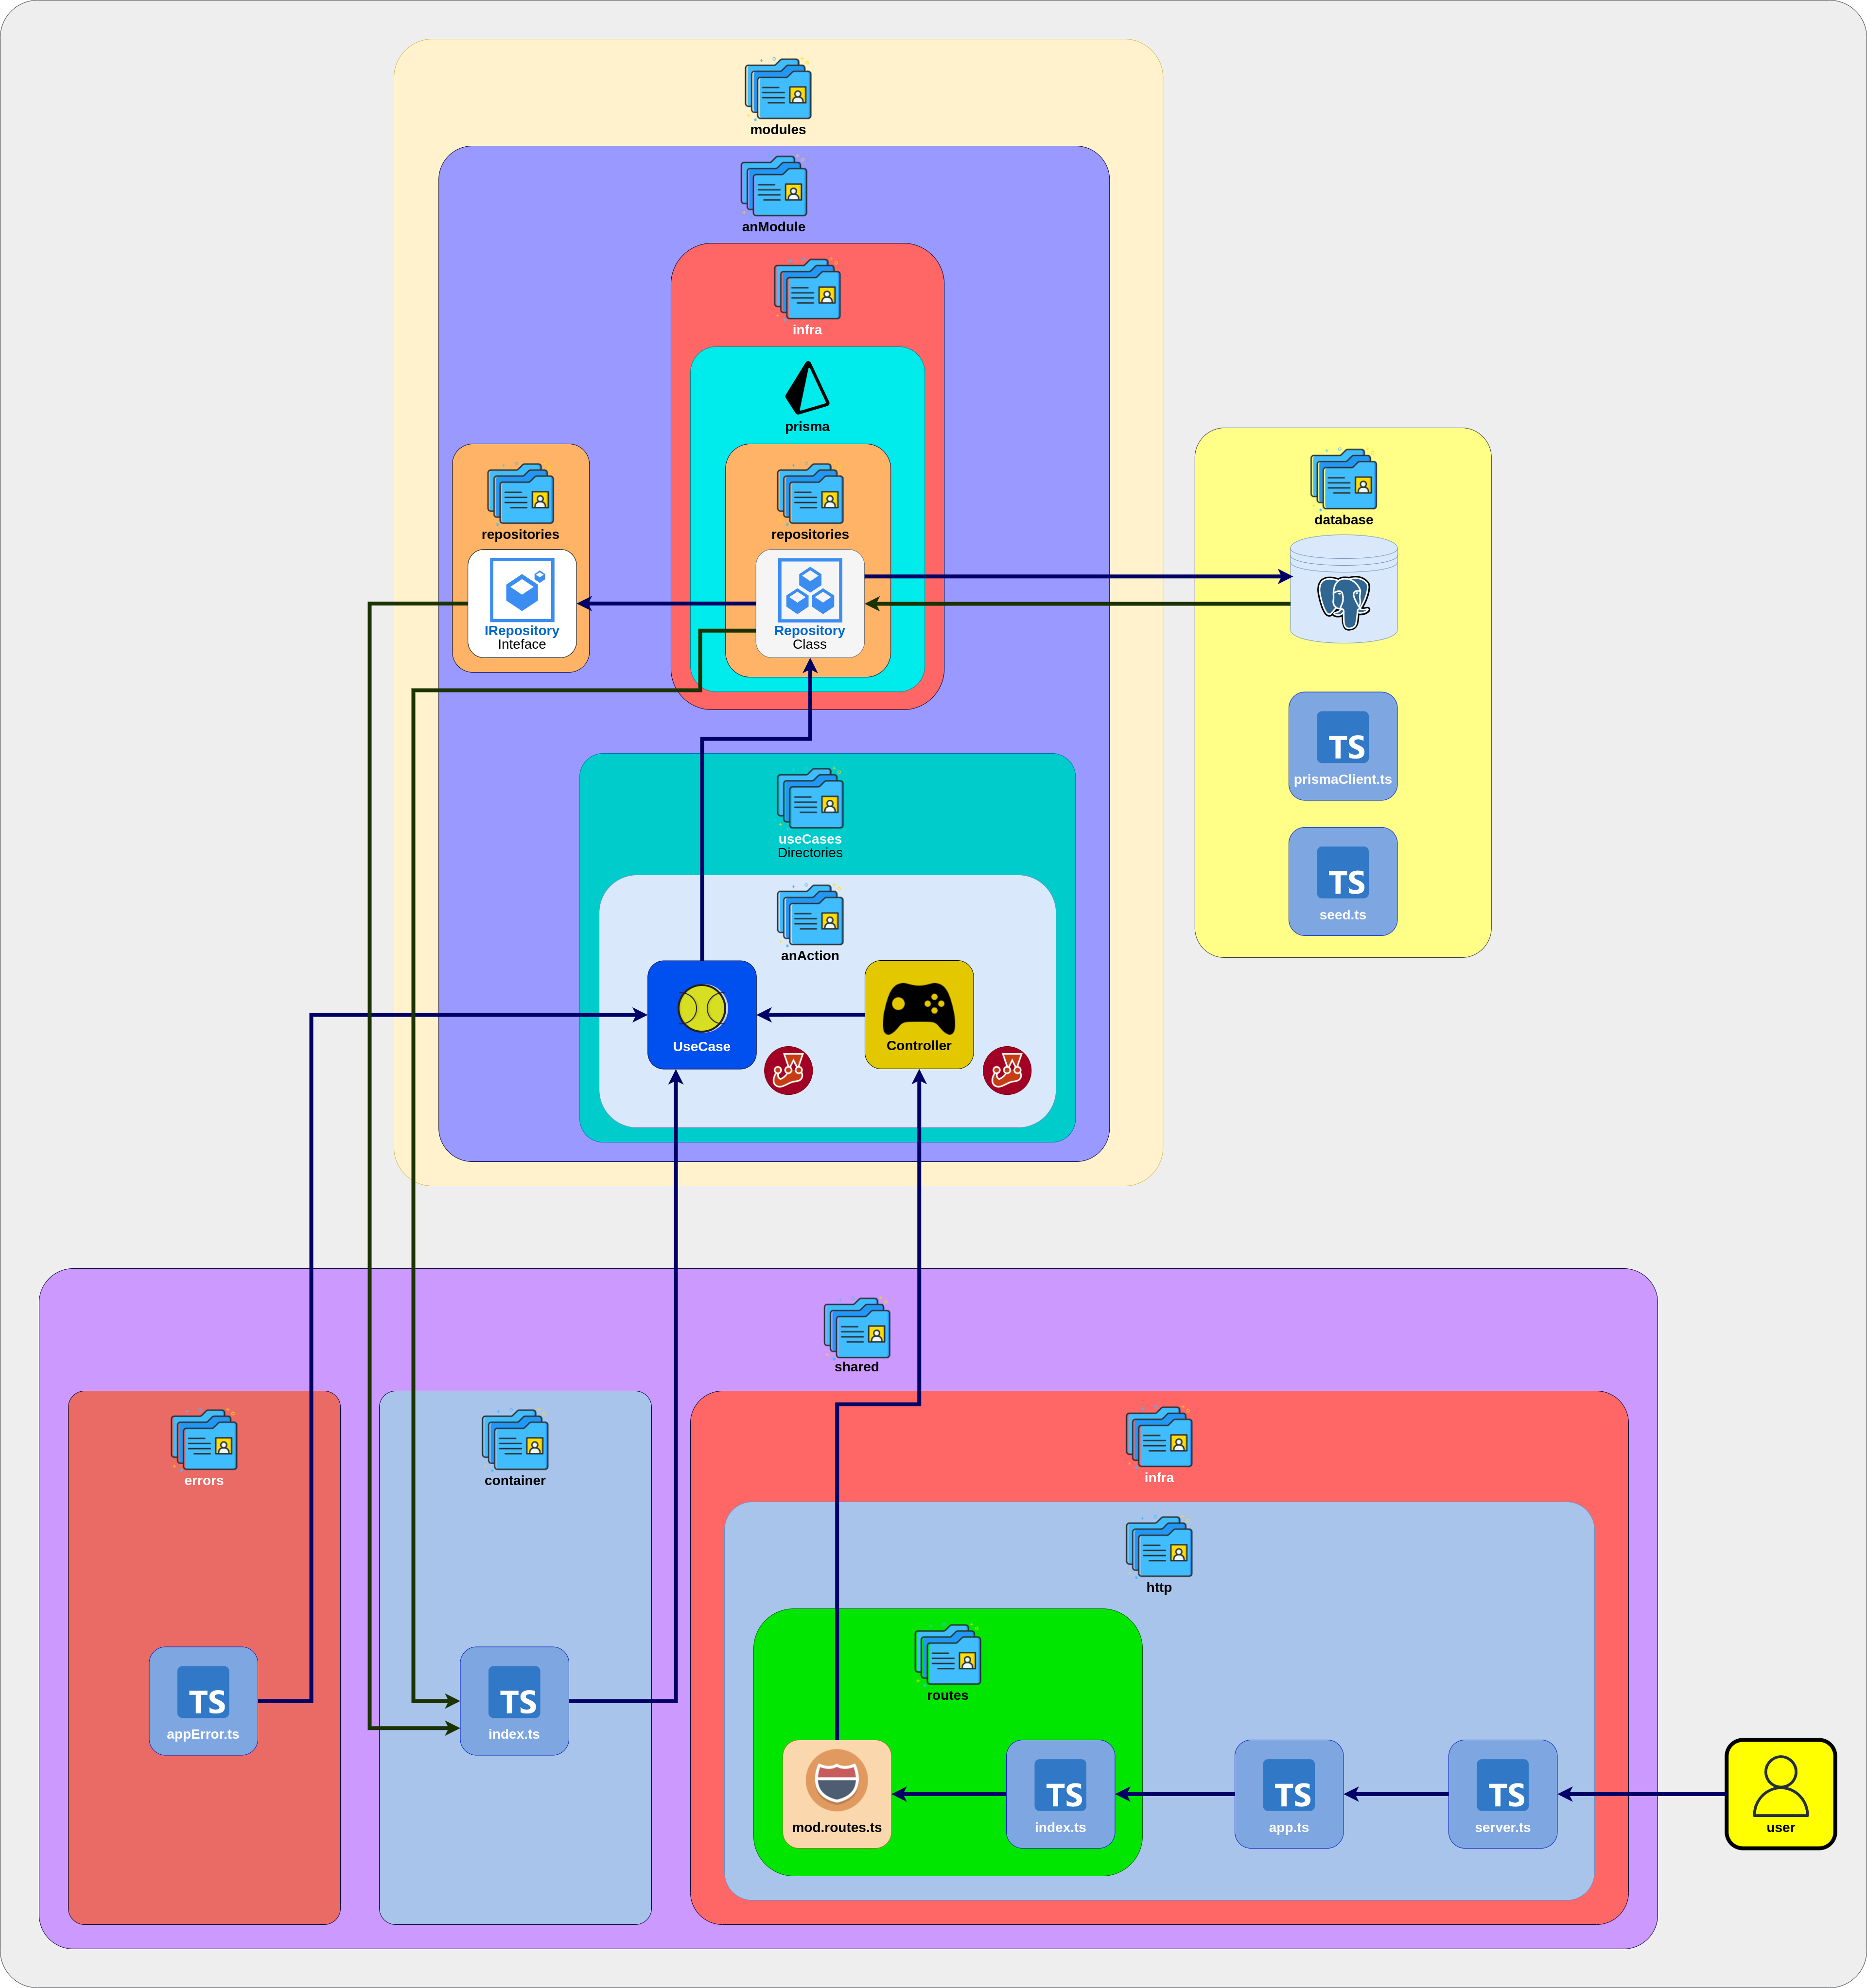 modules
anModule
infra
prisma
repositories
IRepository
Inteface
repositories
Repository
Class
database
TS
prismaClient.ts
TS
seed.ts
useCases
Directories
anAction
UseCase
Controller
shared
errors
TS
appError.ts
container
TS
index.ts
infra
http
routes
mod.routes.ts
TS
index.ts
TS
app.ts
TS
server.ts
user